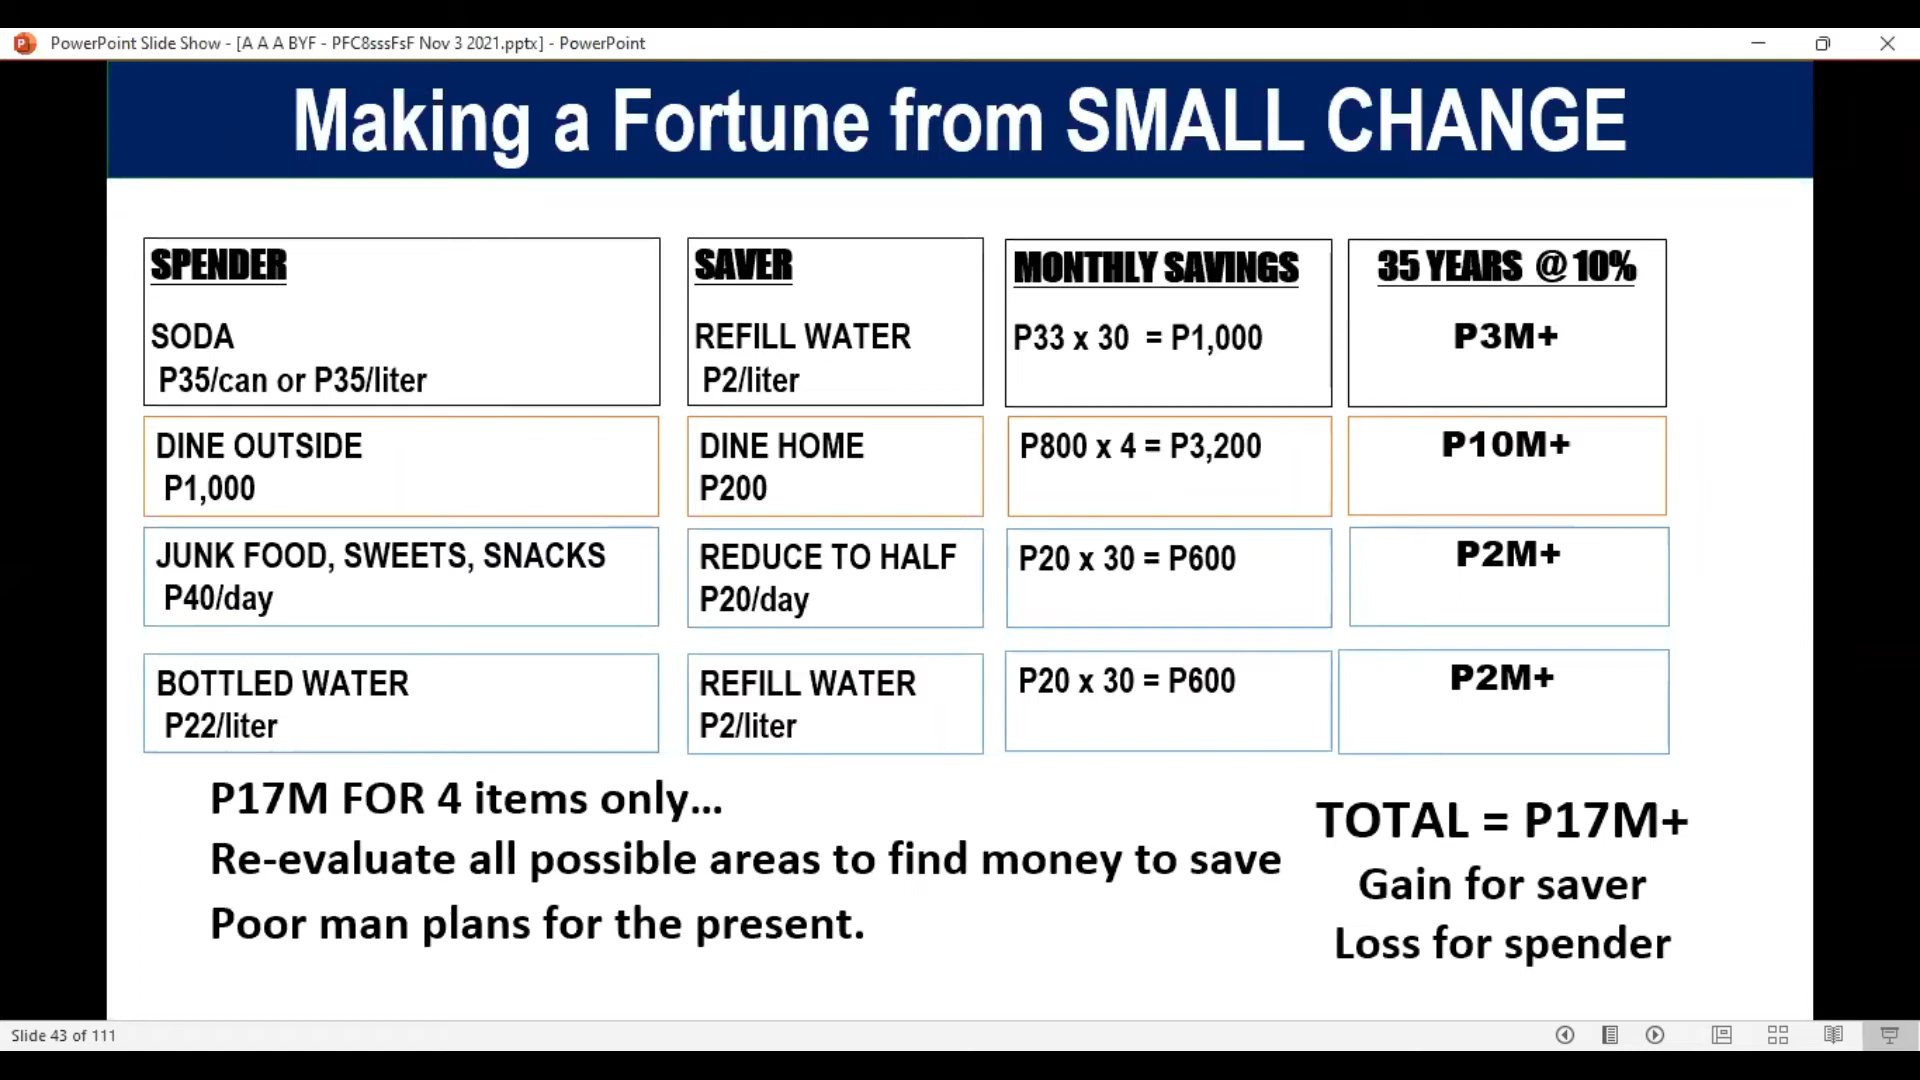 PowerPoint Slide Show - [A A A BYF - PFC8sssFsF Nov 3 2021.pptx] - PowerPoint
Making a Fortune from SMALL CHANGE
SPENDER
SODA
P35/can or P35/liter
SAVER
REFILL WATER
P2/liter
MONTHLY SAVINGS
P33 x 30 = P1,000
35 YEARS @ 10%
P3M+
DINE OUTSIDE
P1,000
DINE HOME
P200
P800 x 4 = P3,200
P10M+
JUNK FOOD, SWEETS, SNACKS
P40/day
REDUCE TO HALF
P20/day
P20 x 30 = P600
P2M+
BOTTLED WATER
P22/liter
REFILL WATER
P2/liter
P20 x 30 = P600
P2M+
P17M FOR 4 items only...
Re-evaluate all possible areas to find money to save
Poor man plans for the present.
TOTAL = P17M+
Gain for saver
Loss for spender
Slide 43 of 111